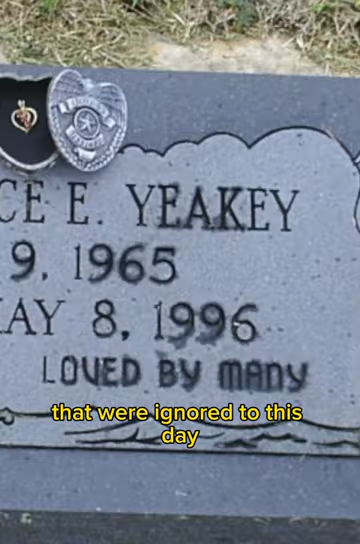 CE E. YEAKEY
9, 1965
AY 8, 1996
LOVED BY MANY
that were ignored to this
day